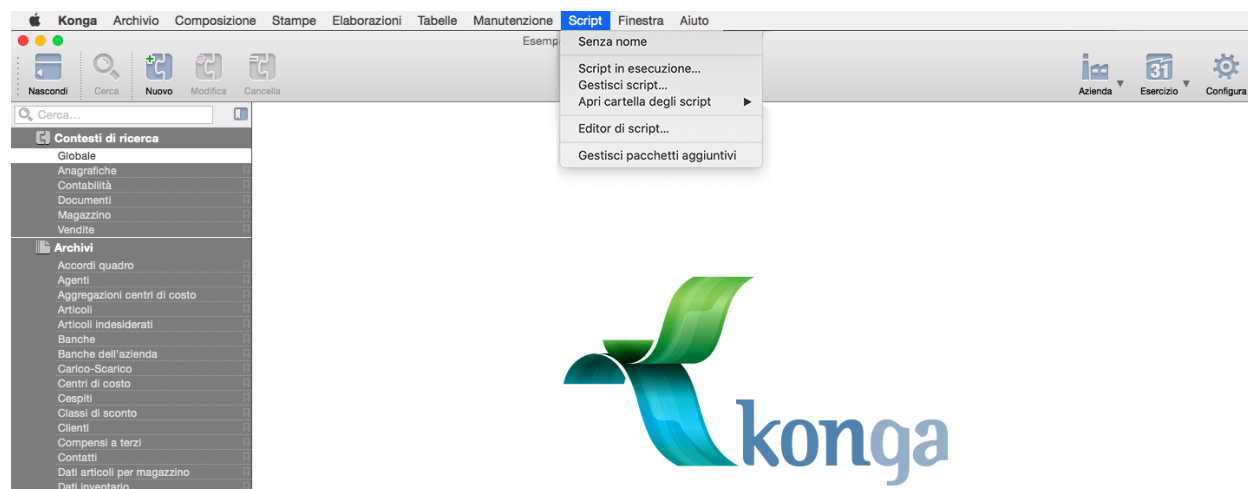 Konga Archivio Composizione Stampe Elaborazioni Tabelle Manutenzione Script Finestra Aiuto
Esemp
Senza nome
Script in esecuzione...
Gestisci script...
Apri cartella degli script
Editor di script...
Gestisci pacchetti aggiuntivi
Nascondi Cerca Nuovo Modifica Cancella
31
Azienda Esercizio Configura
Cerca...
Contesti di ricerca
Globale
Anagrafiche
Contabilità
Documenti
Magazzino
Vendite
Archivi
Accordi quadro
Agenti
Aggregazioni centri di costo
Articoli
Articoli indesiderati
Banche
Banche dell'azienda
Carico-Scarico
Centri di costo
Cespiti
Classi di sconto
Clienti
Compensi a terzi
Contatti
Dati articoli per magazzino
Dati inventario
konga